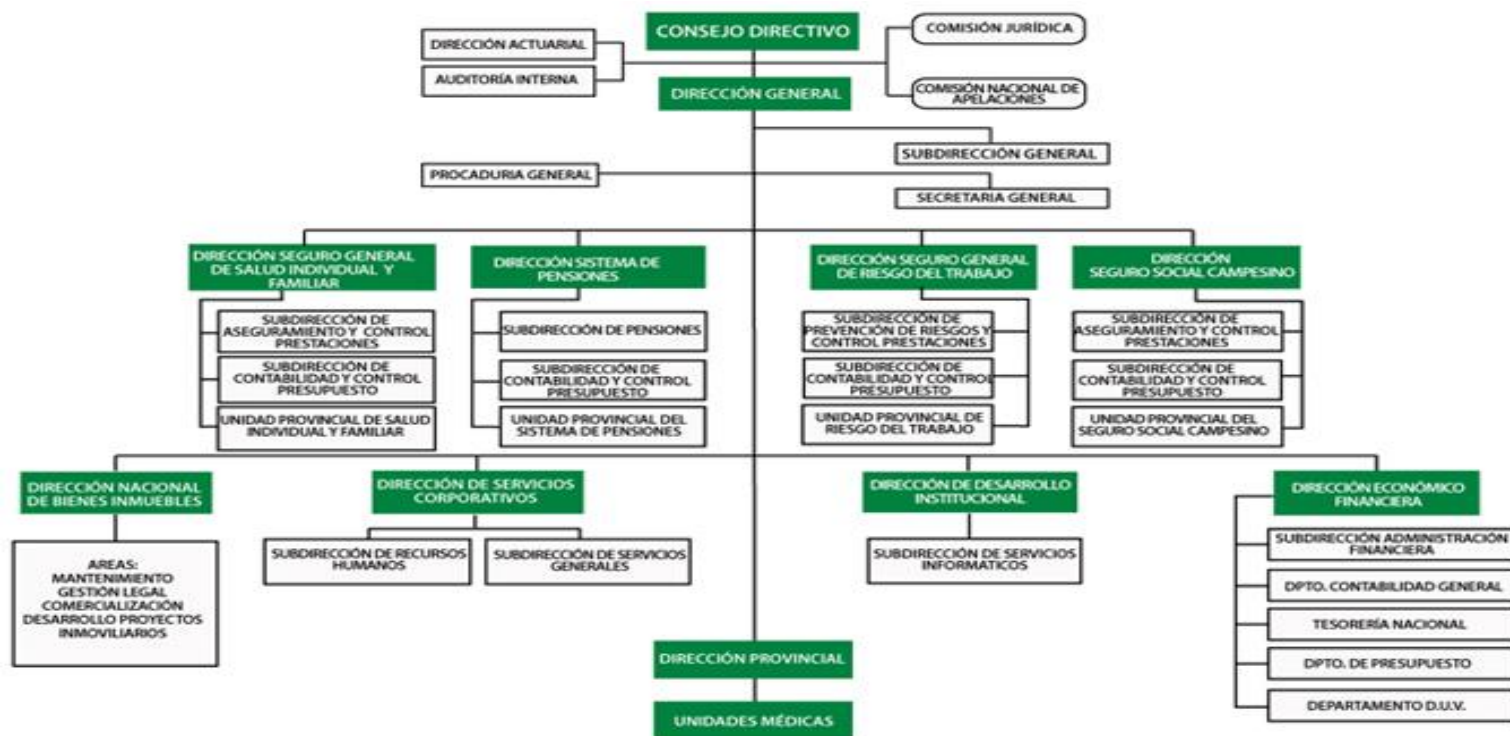 CONSEJO DIRECTIVO
COMISIÓN JURÍDICA
DIRECCIÓN ACTUARIAL
AUDITORÍA INTERNA
DIRECCIÓN GENERAL
COMISIÓN NACIONAL DE
APELACIONES
SUBDIRECCIÓN GENERAL
PROCADURIA GENERAL
SECRETARIA GENERAL
DIRECCIÓN SEGURO GENERAL
DE SALUD INDIVIDUAL Y
FAMILIAR
DIRECCIÓN SISTEMA DE
PENSIONES
DIRECCIÓN SEGURO GENERAL
DE RIESGO DEL TRABAJO
DIRECCIÓN
SEGURO SOCIAL CAMPESINO
SUBDIRECCIÓN DE
ASEGURAMIENTO Y CONTROL
PRESTACIONES
SUBDIRECCIÓN DE PENSIONES
SUBDIRECCIÓN DE
PREVENCIÓN DE RIESGOS Y
CONTROL PRESTACIONES
SUBDIRECCIÓN DE
ASEGURAMIENTO Y CONTROL
PRESTACIONES
SUBDIRECCIÓN DE
CONTABILIDAD Y CONTROL
PRESUPUESTO
SUBDIRECCIÓN DE
CONTABILIDAD Y CONTROL
PRESUPUESTO
SUBDIRECCIÓN DE
CONTABILIDAD Y CONTROL
PRESUPUESTO
SUBDIRECCIÓN DE
CONTABILIDAD Y CONTROL
PRESUPUESTO
UNIDAD PROVINCIAL DE SALUD
INDIVIDUAL Y FAMILIAR
UNIDAD PROVINCIAL DEL
SISTEMA DE PENSIONES
UNIDAD PROVINCIAL DE
RIESGO DEL TRABAJO
UNIDAD PROVINCIAL DEL
SEGURO SOCIAL CAMPESINO
DIRECCIÓN NACIONAL
DE BIENES INMUEBLES
DIRECCIÓN DE SERVICIOS
CORPORATIVOS
DIRECCIÓN DE DESARROLLO
INSTITUCIONAL
DIRECCIÓN ECONÓMICO
FINANCIERA
AREAS:
MANTENIMIENTO
GESTIÓN LEGAL
COMERCIALIZACIÓN
DESARROLLO PROYECTOS
INMOVILIARIOS
SUBDIRECCIÓN DE RECURSOS
HUMANOS
SUBDIRECCIÓN DE SERVICIOS
GENERALES
SUBDIRECCIÓN DE SERVICIOS
INFORMATICOS
SUBDIRECCIÓN ADMINISTRACIÓN
FINANCIERA
DPTO. CONTABILIDAD GENERAL
TESORERÍA NACIONAL
DPTO. DE PRESUPUESTO
DEPARTAMENTO D.U.V.
DIRECCIÓN PROVINCIAL
UNIDADES MÉDICAS